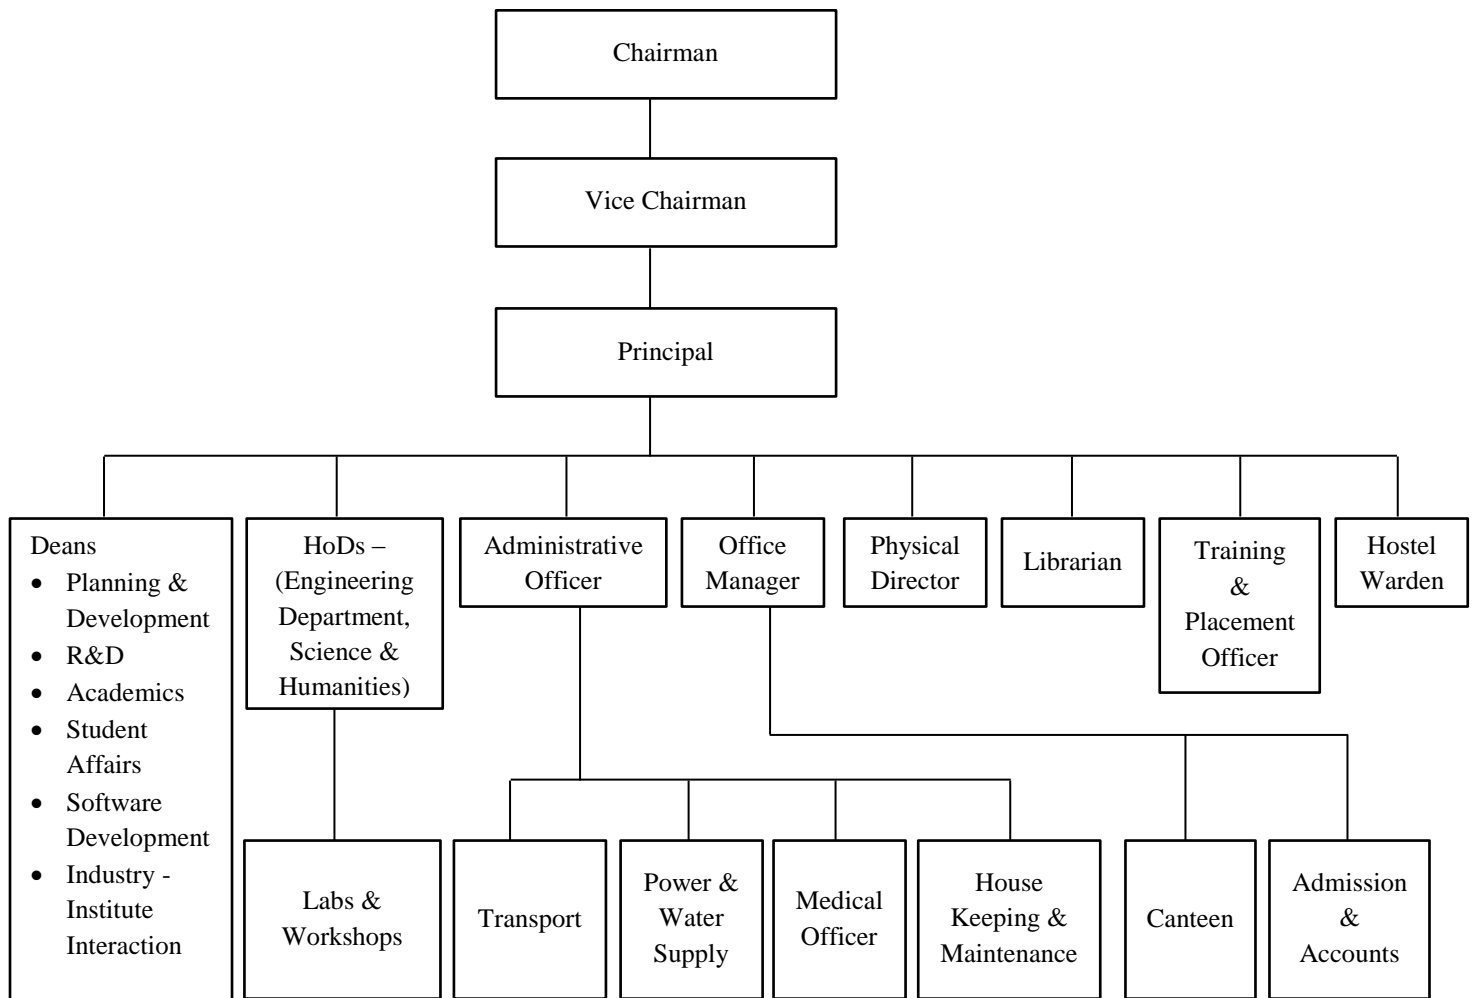 Chairman
Vice Chairman
Principal
Deans
• Planning &
Development
• R&D
• Academics
• Student
Affairs
• Software
Development
• Industry -
Institute
Interaction
HoDs –
(Engineering
Department,
Science &
Humanities)
Administrative
Officer
Office
Manager
Physical
Director
Librarian
Training
&
Placement
Officer
Hostel
Warden
Labs &
Workshops
Transport
Power &
Water
Supply
Medical
Officer
House
Keeping &
Maintenance
Canteen
Admission
&
Accounts